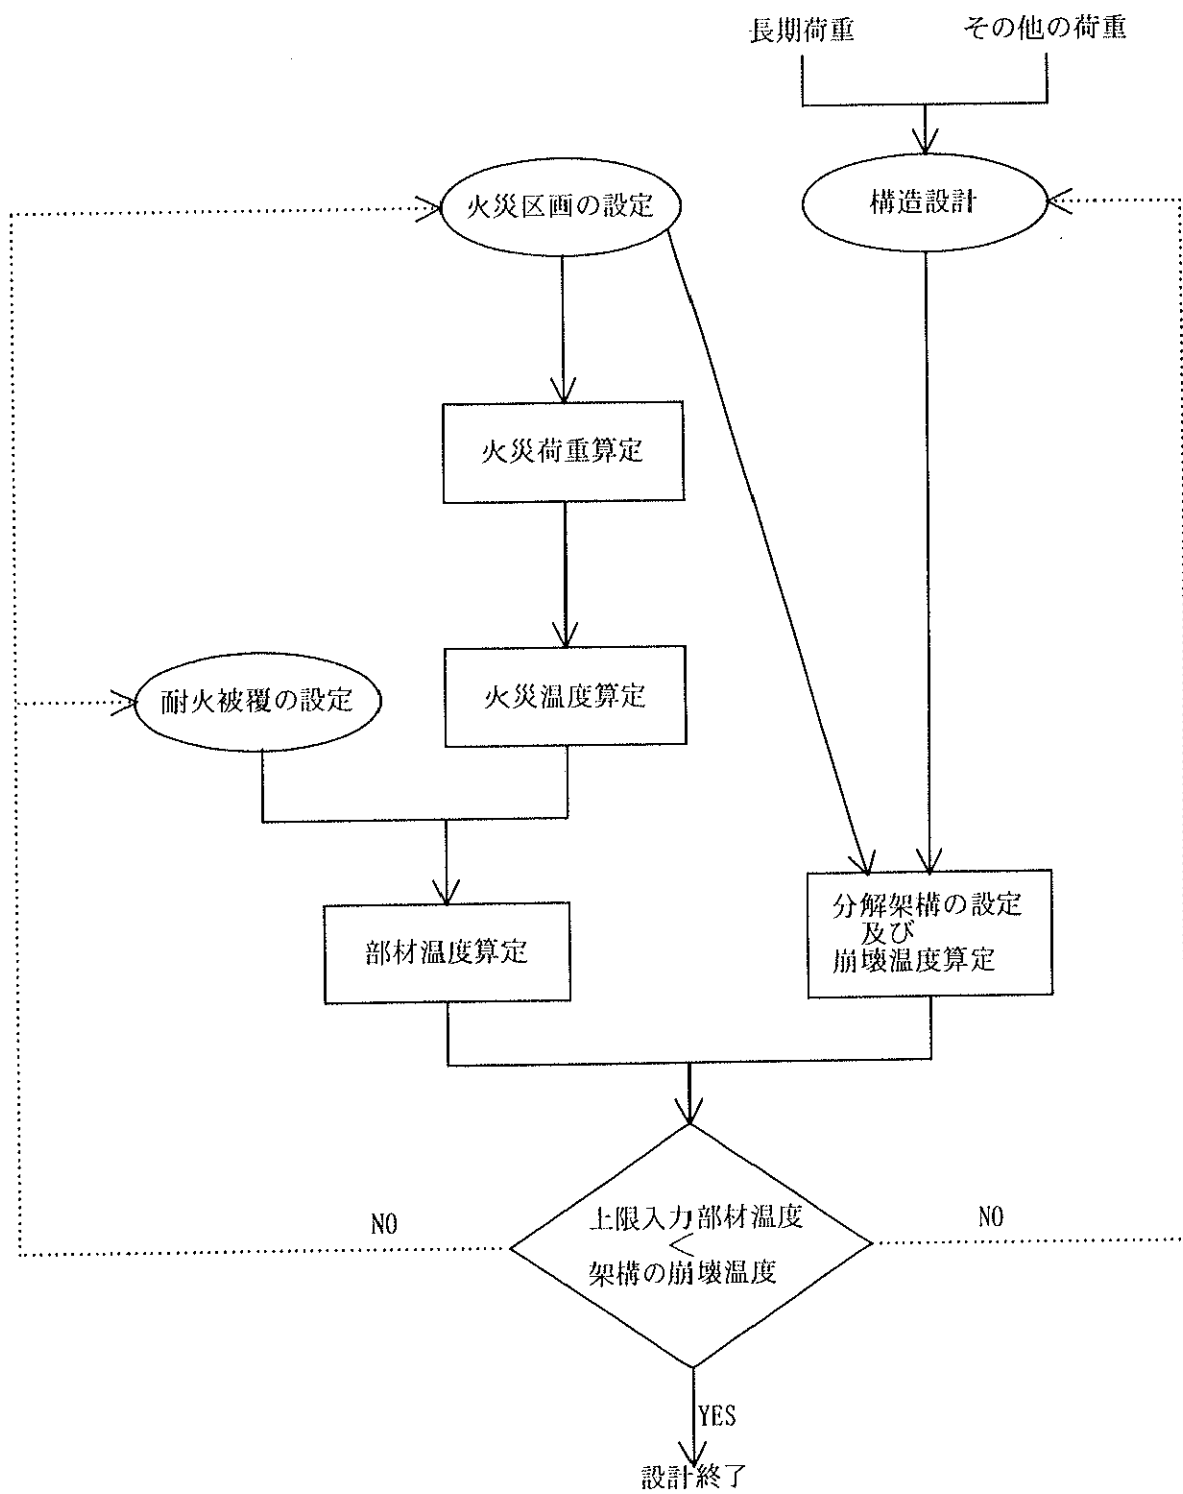 長期荷重
その他の荷重
火災区画の設定
構造設計
火災荷重算定
耐火被覆の設定
火災温度算定
部材温度算定
分解架構の設定
及び
崩壊温度算定
NO
上限入力部材温度
<
架構の崩壊温度
NO
YES
設計終了